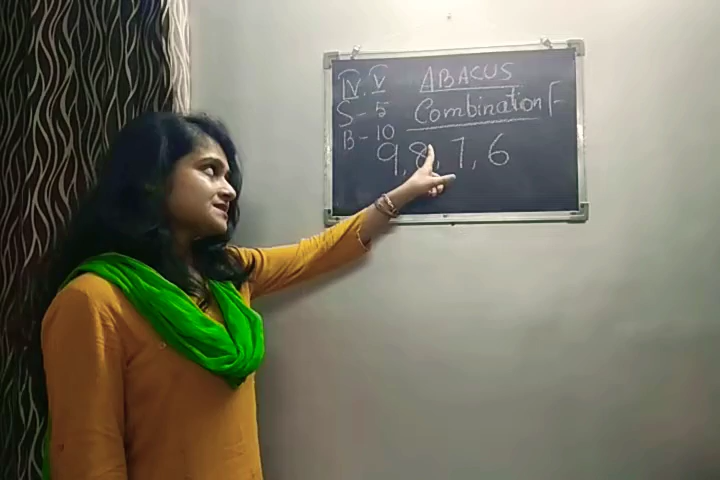 ABACUS
IV. V
Combination F-
S - 5
B - 10
9, 8, 7, 6